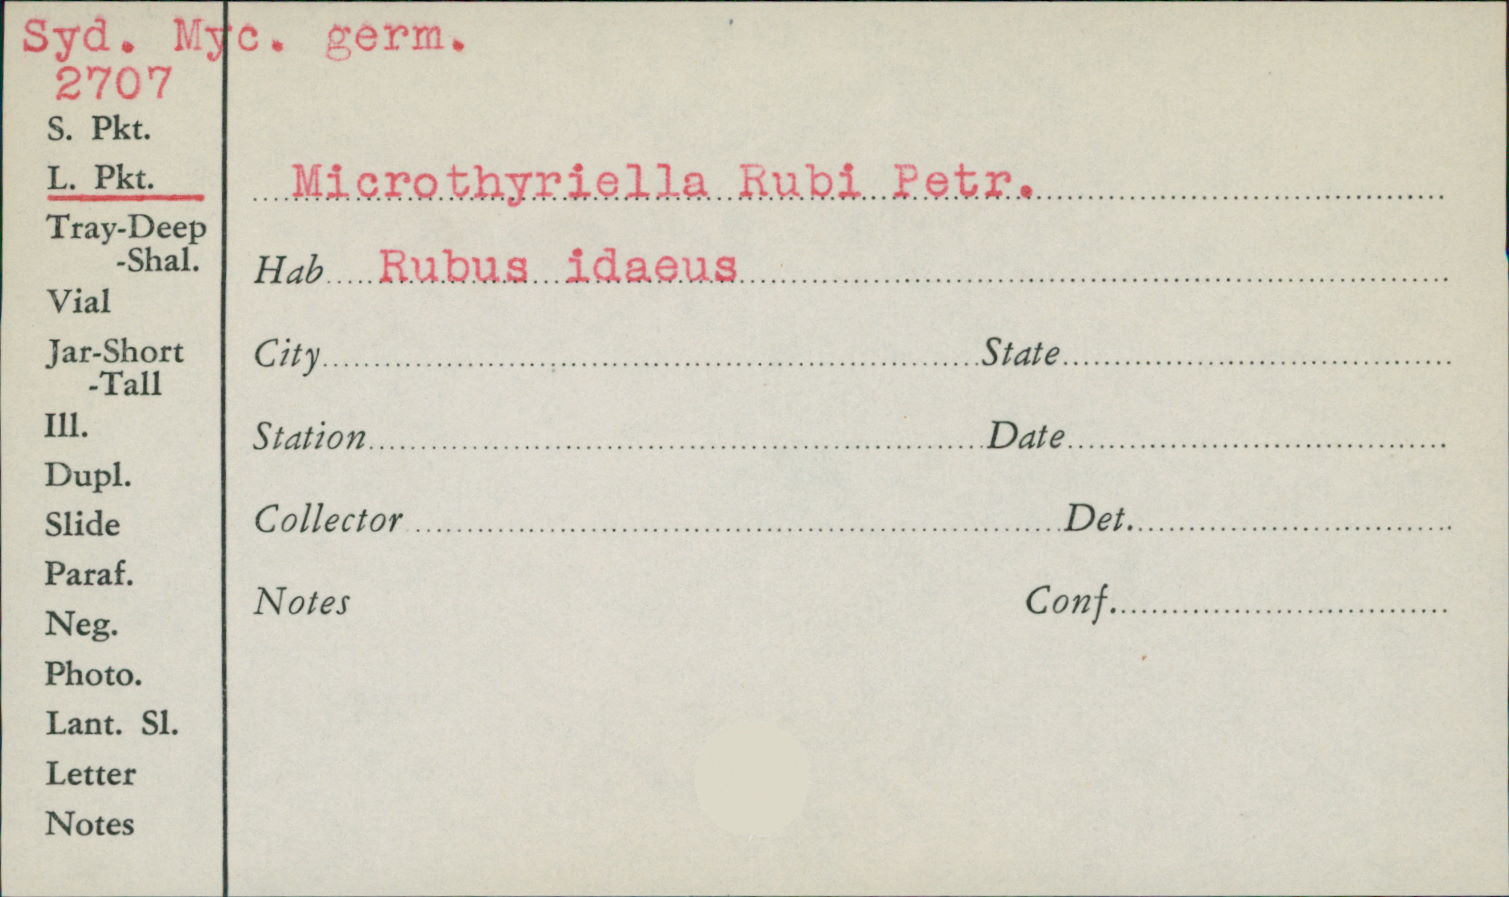 Syd. Myc. germ.
2707
S. Pkt.
L. Pkt.
Tray-Deep
-Shal.
Vial
Jar-Short
-Tall
Ill.
Dupl.
Slide
Paraf.
Neg.
Photo.
Lant. Sl.
Letter
Notes
Microthyriella Rubi Petr.
Hab Rubus idaeus
City State
Station Date
Collector Det.
Notes Conf.